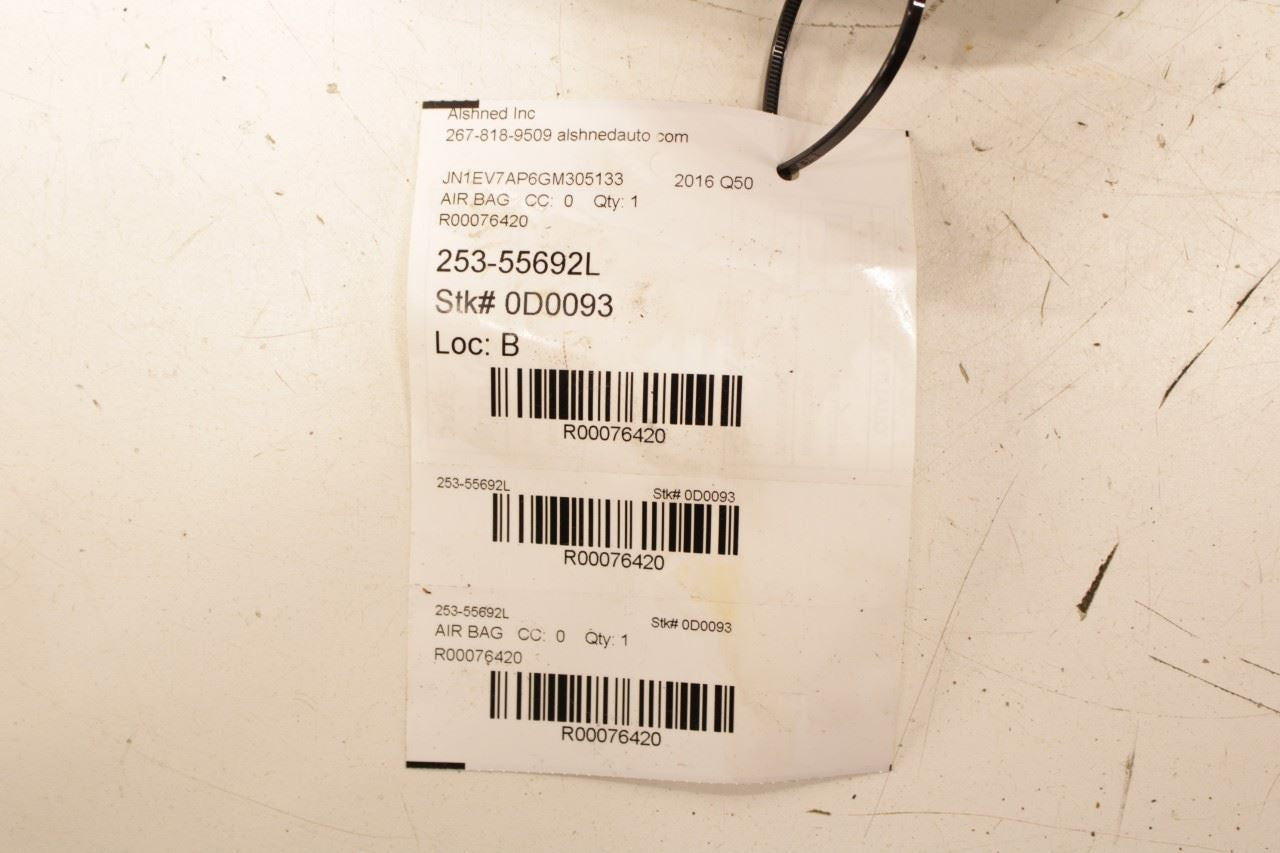 Alshned Inc
267-818-9509 alshnedauto.com
JN1EV7AP6GM305133 2016 Q50
AIR BAG CC: 0 Qty: 1
R00076420
253-55692L
Stk# 0D0093
Loc: B
R00076420
253-55692L Stk# 0D0093
R00076420
253-55692L Stk# 0D0093
AIR BAG CC: 0 Qty: 1
R00076420
R00076420